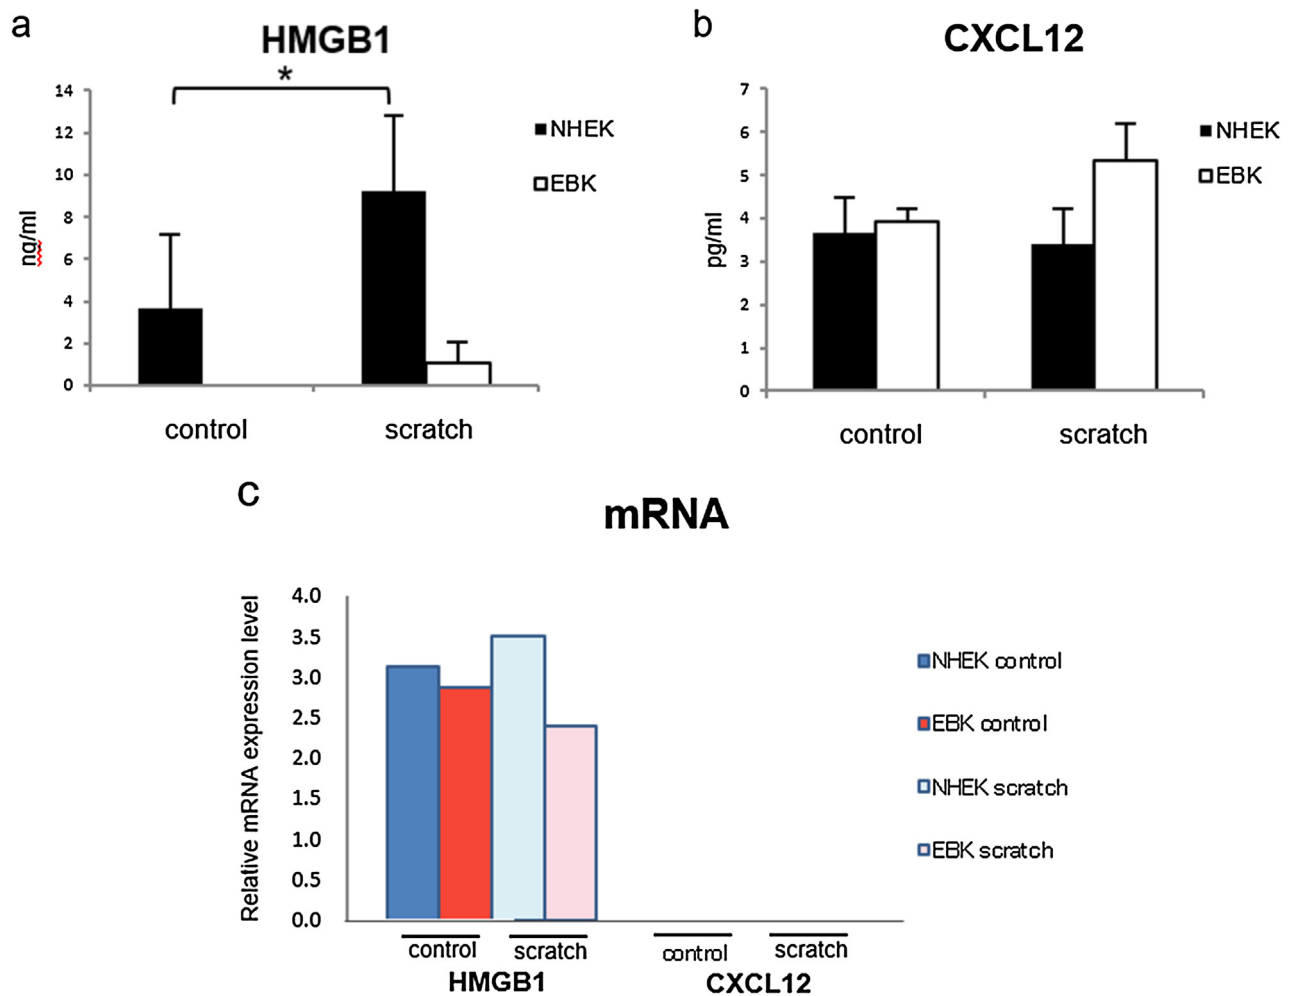 a
HMGB1
*
14
12
10
8
6
4
2
0
ng/ml
control
scratch
NHEK
EBK
b
CXCL12
7
6
5
4
3
2
1
0
pg/ml
control
scratch
NHEK
EBK
c
mRNA
Relative mRNA expression level
4.0
3.5
3.0
2.5
2.0
1.5
1.0
0.5
0.0
control
scratch
control
scratch
HMGB1
CXCL12
NHEK control
EBK control
NHEK scratch
EBK scratch